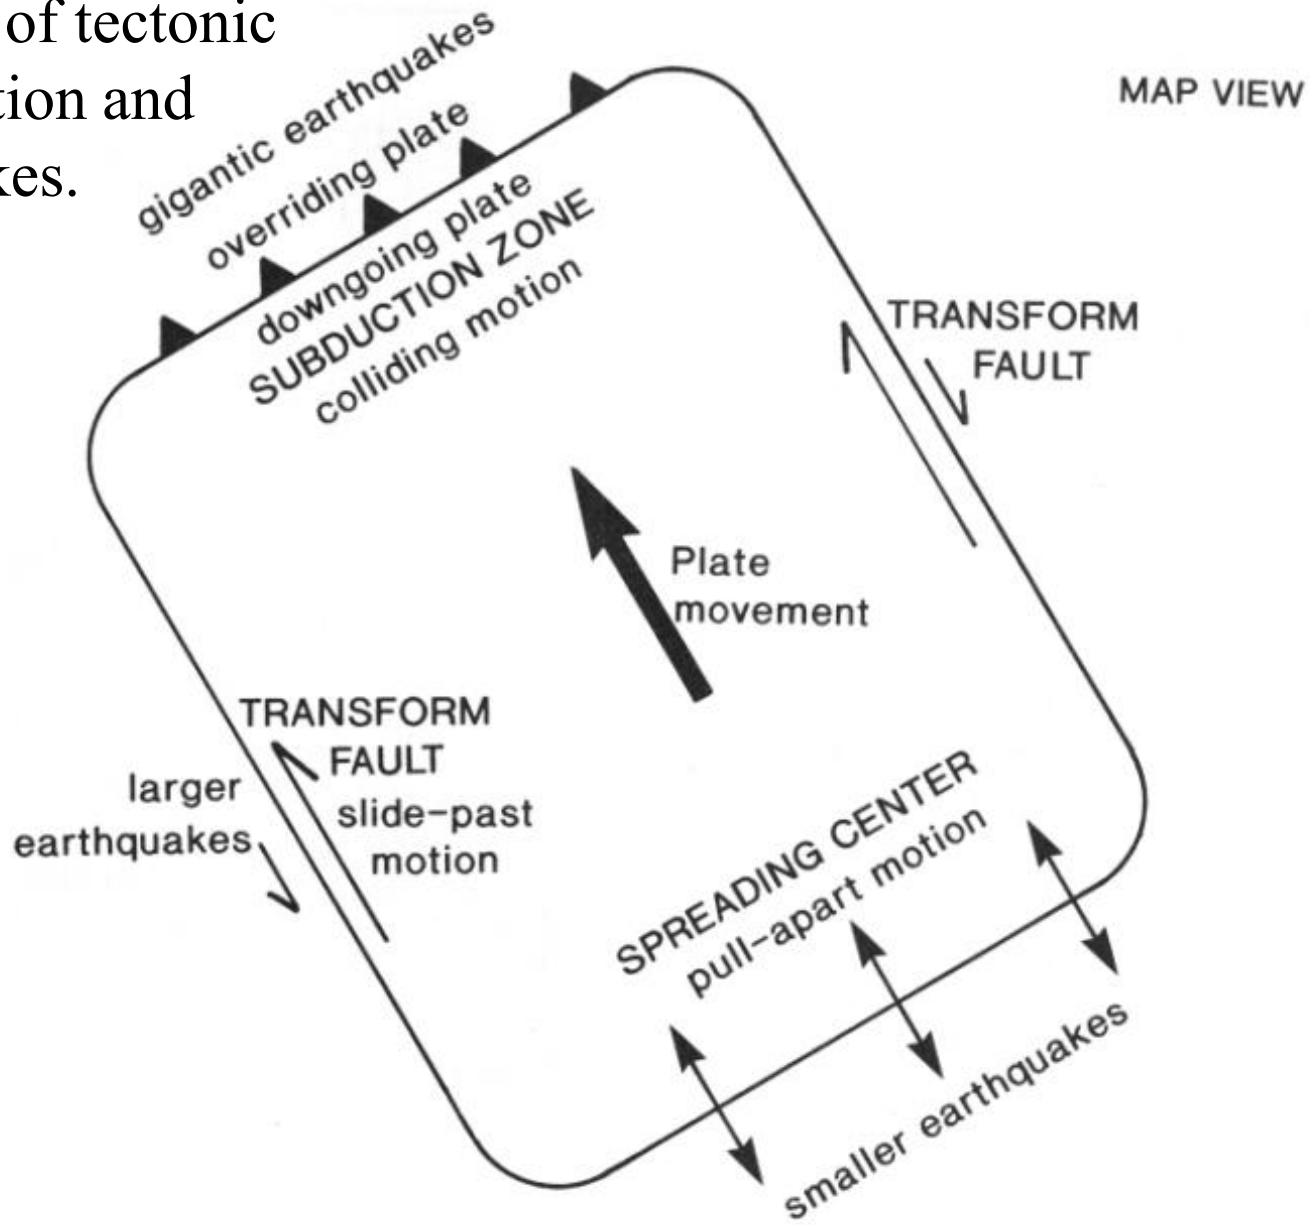 of tectonic
tion and
kes.
MAP VIEW
gigantic earthquakes
overriding plate
downgoing plate
SUBDUCTION ZONE
colliding motion
TRANSFORM
FAULT
Plate
movement
TRANSFORM
FAULT
slide-past
motion
larger
earthquakes
SPREADING CENTER
pull-apart motion
smaller earthquakes